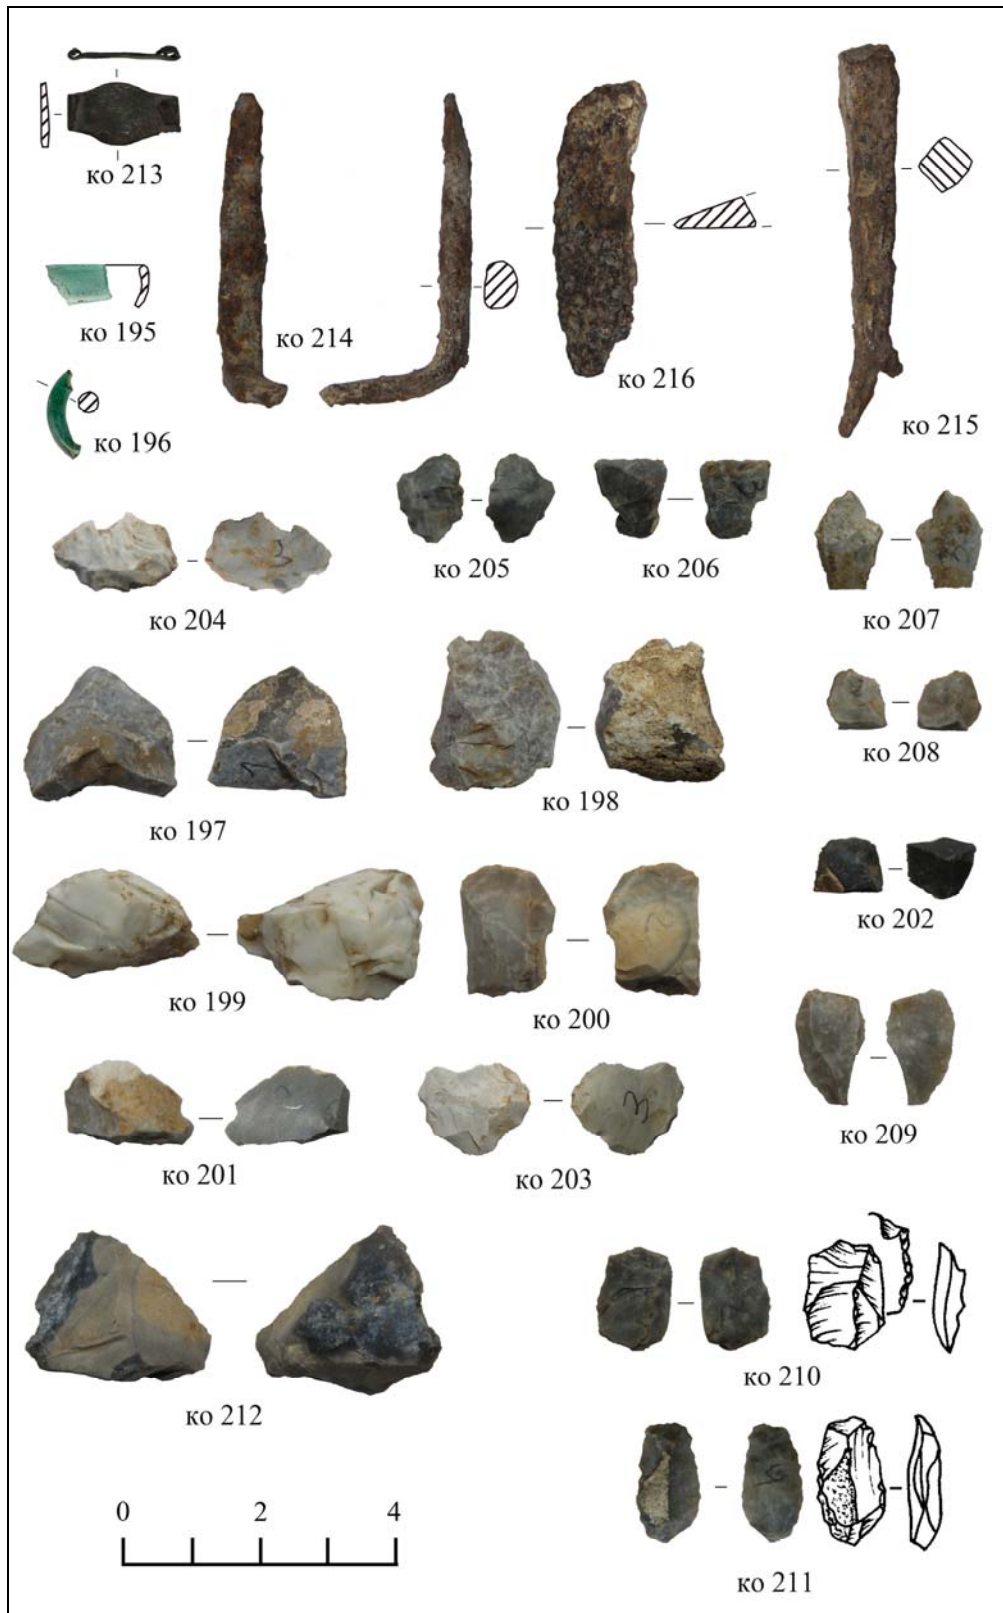 ко 213
ко 195
ко 214
ко 216
ко 215
ко 196
ко 205
ко 206
ко 204
ко 207
ко 208
ко 197
ко 198
ко 202
ко 199
ко 200
ко 209
ко 201
ко 203
ко 212
ко 210
0 2 4
ко 211